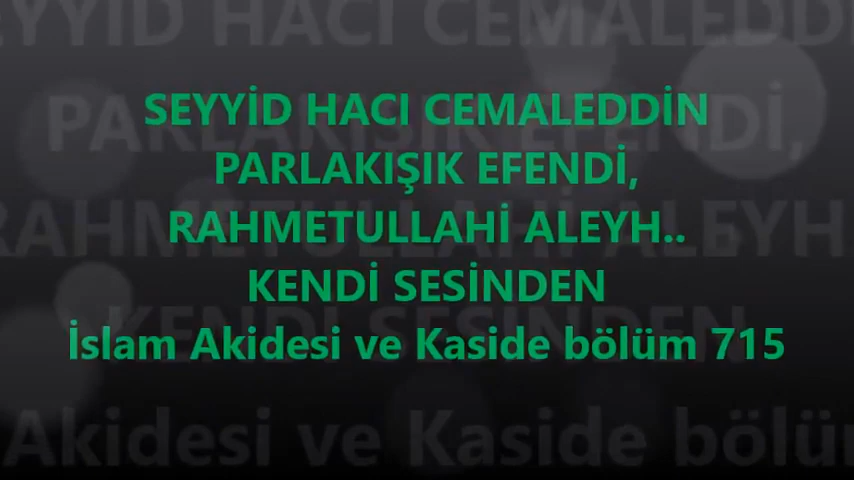 SEYYİD HACI CEMALEDDİN
PARLAKIŞIK EFENDİ,
RAHMETULLAHİ ALEYH..
KENDİ SESİNDEN
İslam Akidesi ve Kaside bölüm 715